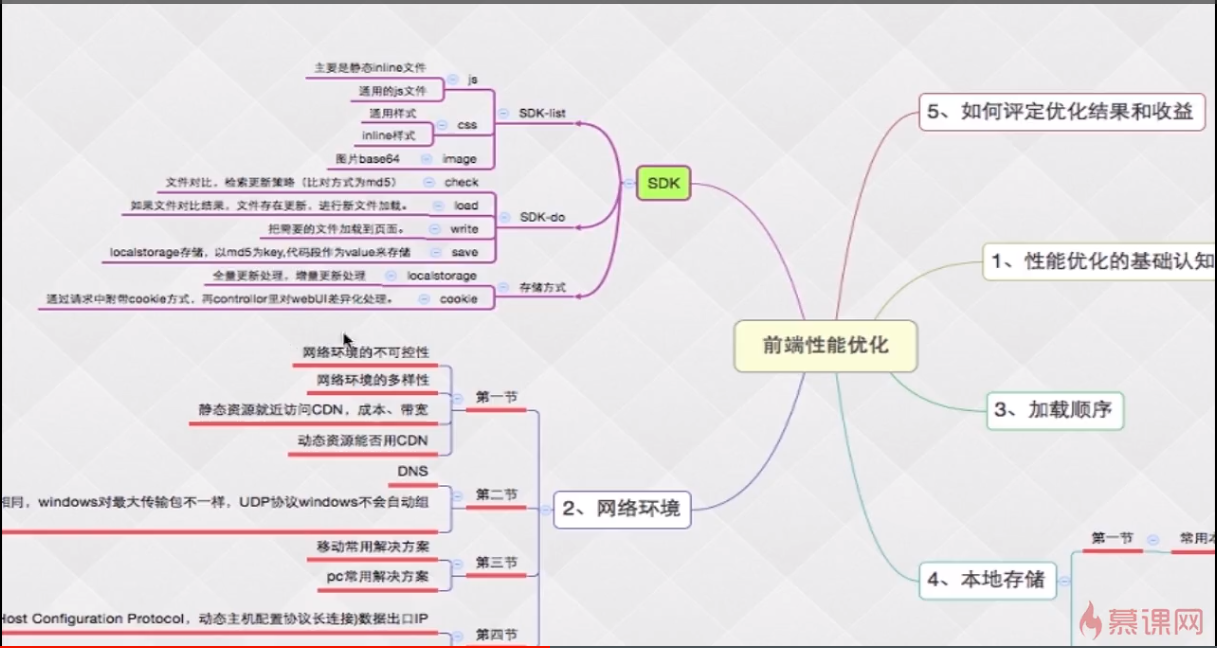 主要是静态inline文件
js
通用的js文件
SDK-list
通用样式
css
inline样式
图片base64
image
文件对比，检索更新策略（比对方式为md5）
check
如果文件对比结果，文件存在更新，进行新文件加载。
load
SDK-do
把需要的文件加载到页面。
write
localstorage存储，以md5为key,代码段作为value来存储
save
全量更新处理，增量更新处理
localstorage
存储方式
通过请求中附带cookie方式，再controllor里对webUI差异化处理。
cookie
SDK
5、如何评定优化结果和收益
1、性能优化的基础认知
前端性能优化
3、加载顺序
网络环境的不可控性
网络环境的多样性
第一节
静态资源就近访问CDN，成本、带宽
动态资源能否用CDN
DNS
第二节
相同，windows对最大传输包不一样，UDP协议windows不会自动组
2、网络环境
移动常用解决方案
第三节
pc常用解决方案
Host Configuration Protocol，动态主机配置协议长连接)数据出口IP
第四节
第一节
常用本
4、本地存储
慕课网